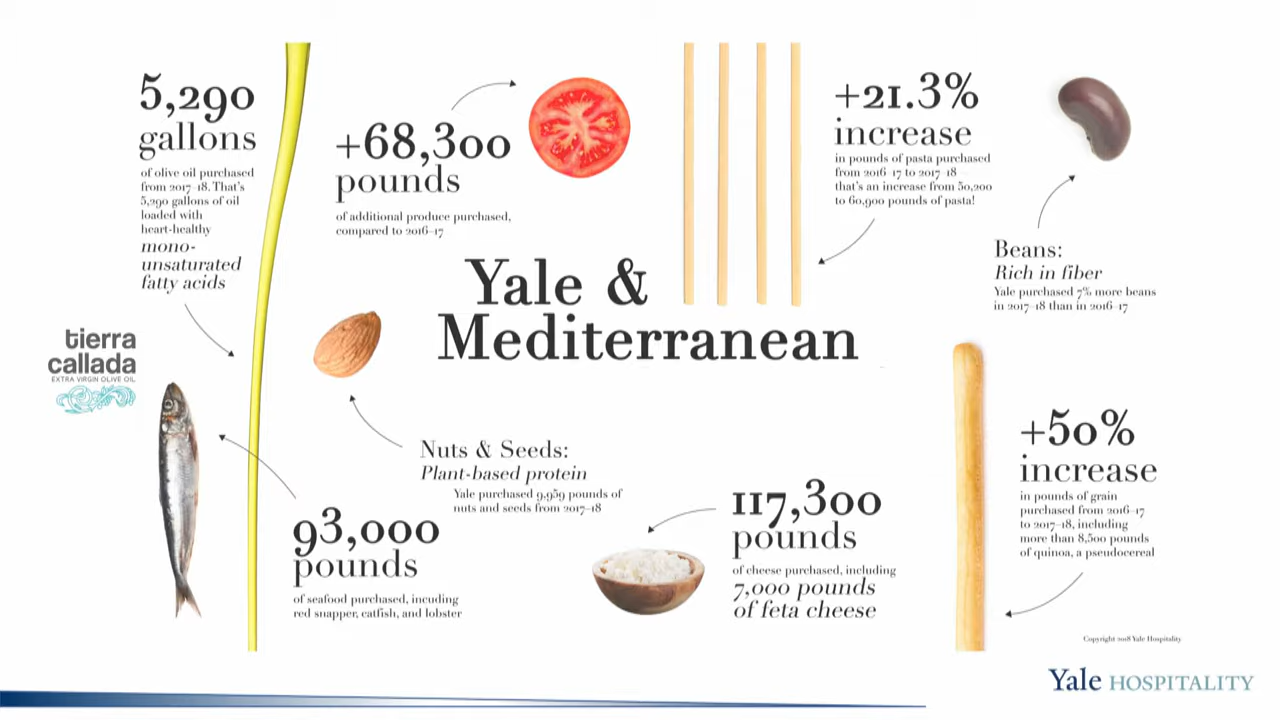 5,290
gallons
of olive oil purchased
from 2017–18. That's
5,290 gallons of oil
loaded with
heart-healthy
mono-
unsaturated
fatty acids
+68,300
pounds
of additional produce purchased,
compared to 2016–17
+21.3%
increase
in pounds of pasta purchased
from 2016–17 to 2017–18 –
that's an increase from 50,200
to 60,900 pounds of pasta!
Beans:
Rich in fiber
Yale purchased 7% more beans
in 2017–18 than in 2016–17
Yale &
Mediterranean
tierra
callada
EXTRA VIRGIN OLIVE OIL
Nuts & Seeds:
Plant-based protein
Yale purchased 9,959 pounds of
nuts and seeds from 2017–18
93,000
pounds
of seafood purchased, incuding
red snapper, catfish, and lobster
117,300
pounds
of cheese purchased, including
7,000 pounds
of feta cheese
+50%
increase
in pounds of grain
purchased from 2016–17
to 2017–18, including
more than 8,500 pounds
of quinoa, a pseudocereal
Copyright 2018 Yale Hospitality
Yale HOSPITALITY